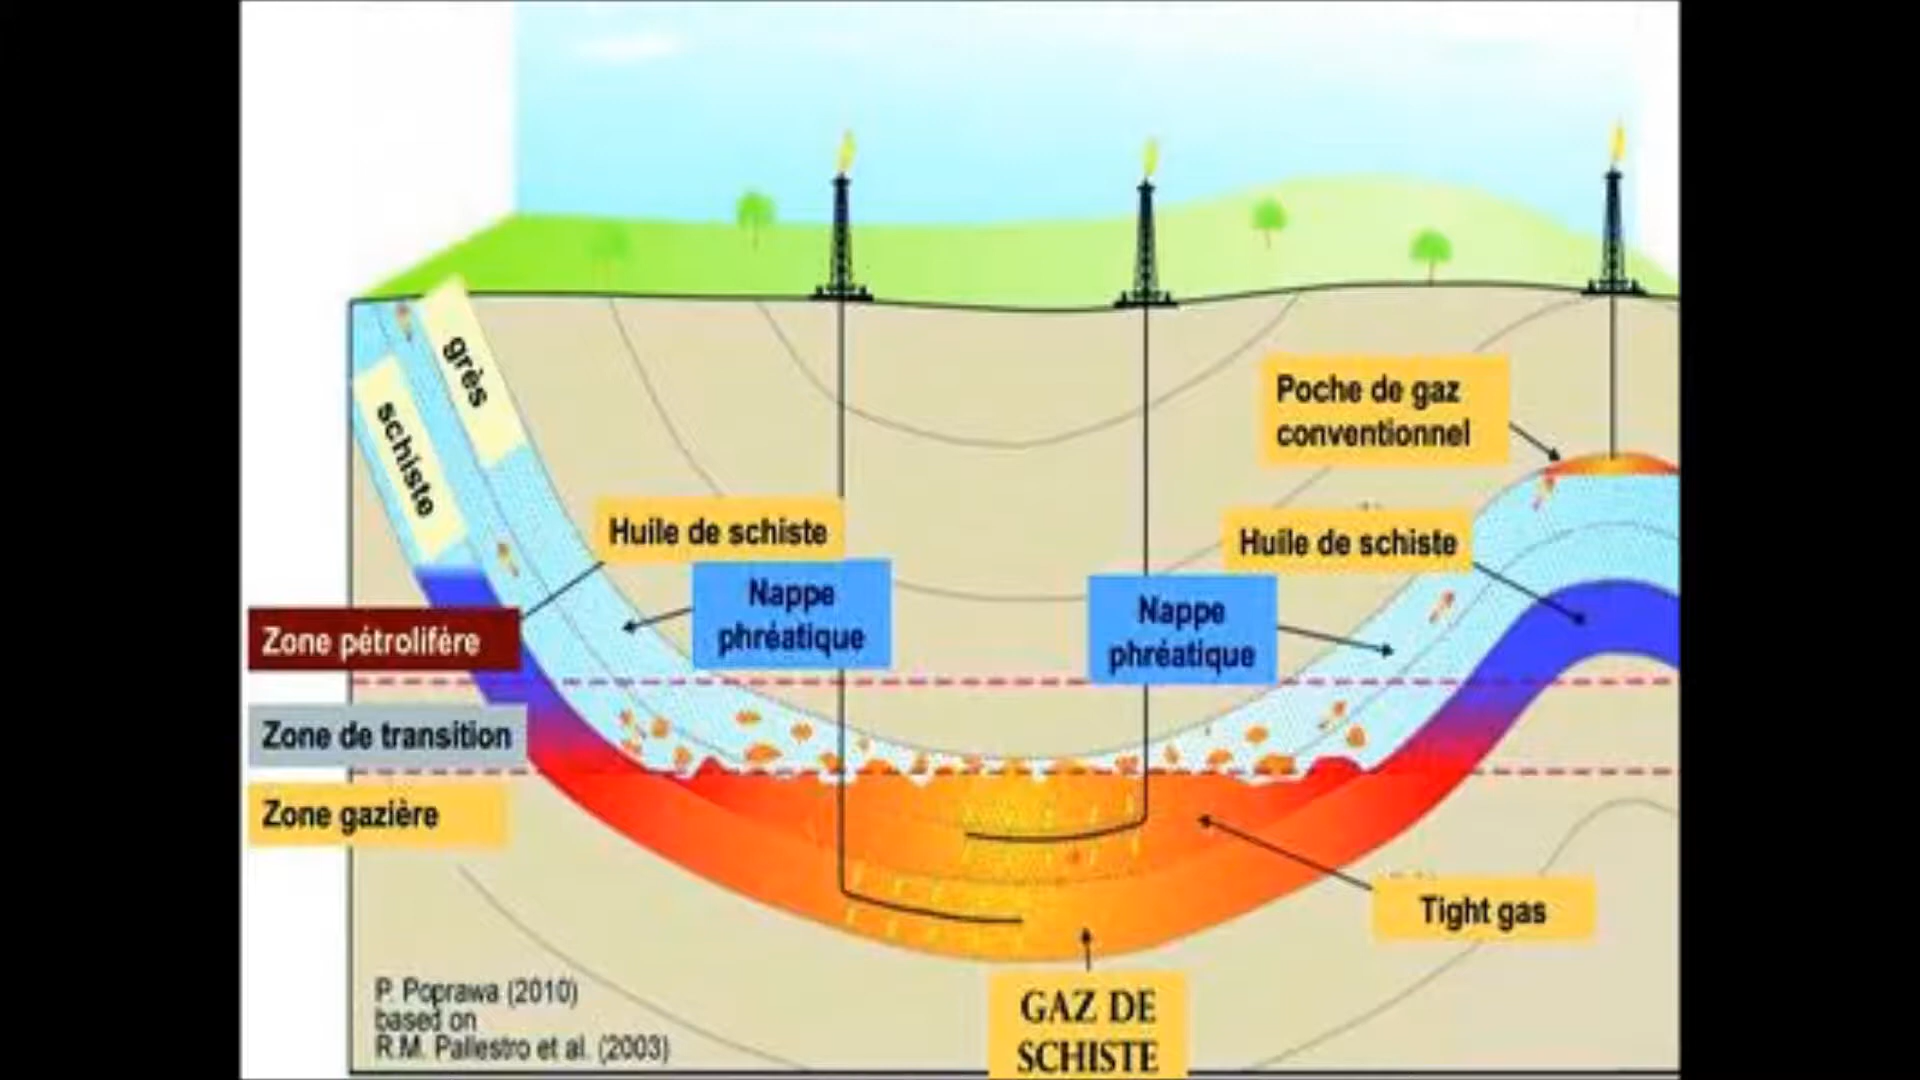 grès
schiste
Poche de gaz
conventionnel
Huile de schiste
Huile de schiste
Nappe
phréatique
Nappe
phréatique
Zone pétrolifère
Zone de transition
Zone gazière
Tight gas
GAZ DE
SCHISTE
P. Poprawa (2010)
based on
R.M. Pallestro et al. (2003)